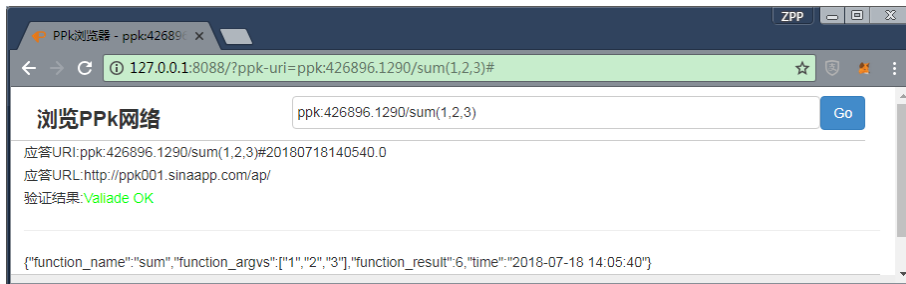 ZPP
PPk浏览器 - ppk:42689
127.0.0.1:8088/?ppk-uri=ppk:426896.1290/sum(1,2,3)#
浏览PPk网络
ppk:426896.1290/sum(1,2,3)
Go
应答URI:ppk:426896.1290/sum(1,2,3)#20180718140540.0
应答URL:http://ppk001.sinaapp.com/ap/
验证结果:Valiade OK
{"function_name":"sum","function_argvs":["1","2","3"],"function_result":6,"time":"2018-07-18 14:05:40"}